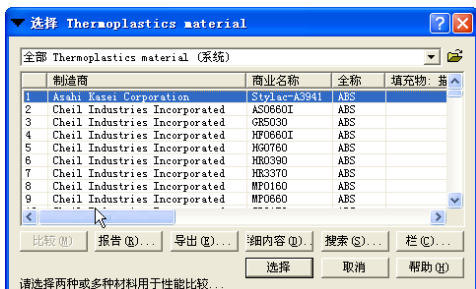 选择 Thermoplastics material
全部 Thermoplastics material (系统)
制造商 商业名称 全称 填充物: 描
1 Asahi Kasei Corporation Stylac-A3941 ABS
2 Cheil Industries Incorporated AS0660I ABS
3 Cheil Industries Incorporated GR5030 ABS
4 Cheil Industries Incorporated HF0660I ABS
5 Cheil Industries Incorporated HG0760 ABS
6 Cheil Industries Incorporated HR0390 ABS
7 Cheil Industries Incorporated HR3370 ABS
8 Cheil Industries Incorporated MP0160 ABS
9 Cheil Industries Incorporated MP0660 ABS
比较(M) 报告(R)... 导出(E)... 详细内容(D).. 搜索(S)... 栏(C)...
选择 取消 帮助(H)
请选择两种或多种材料用于性能比较...